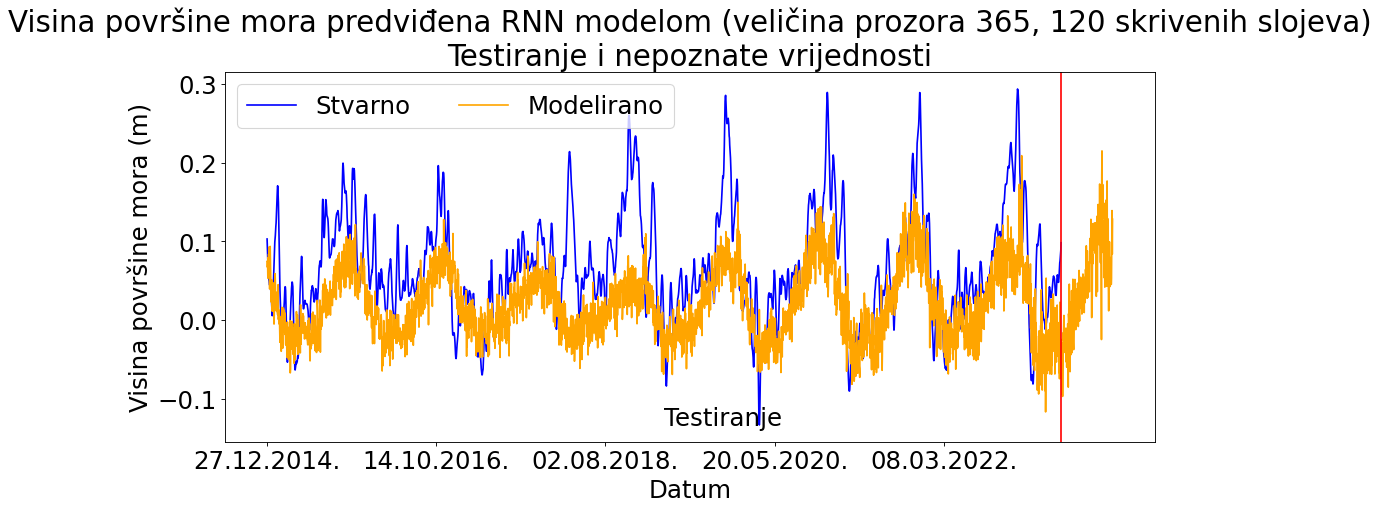 Visina površine mora predviđena RNN modelom (veličina prozora 365, 120 skrivenih slojeva)
Testiranje i nepoznate vrijednosti
Stvarno
Modelirano
Visina površine mora (m)
0.3
0.2
0.1
0.0
−0.1
Testiranje
27.12.2014.
14.10.2016.
02.08.2018.
20.05.2020.
08.03.2022.
Datum